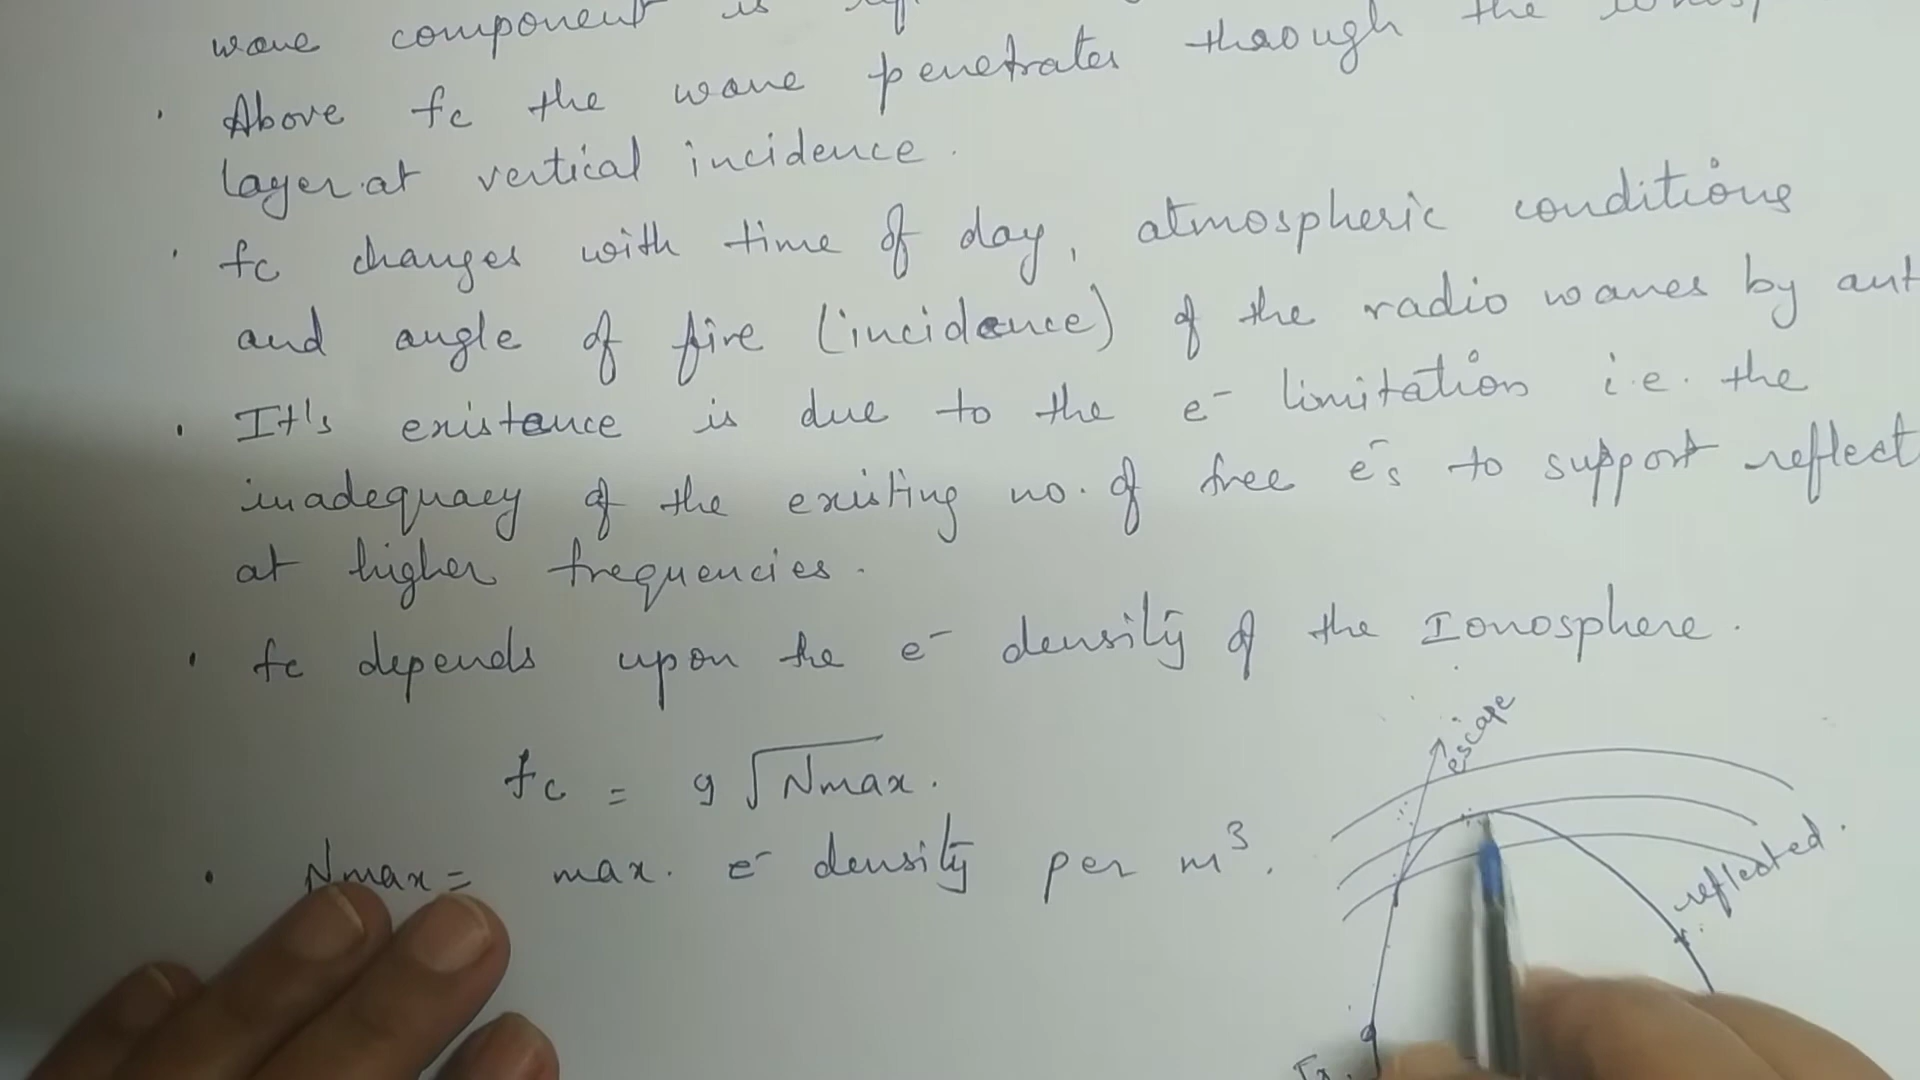 wave component is
· Above fc the wave penetrates through the
layer at vertical incidence.
· fc changes with time of day, atmospheric conditions
and angle of fire (incidence) of the radio waves by ant
· It's existence is due to the e⁻ limitation i.e. the
inadequacy of the existing no. of free e⁻s to support reflect
at higher frequencies.
· fc depends upon the e⁻ density of the Ionosphere.
escape
fc = 9 √Nmax.
· Nmax = max. e⁻ density per m³.
reflected.
Tx.